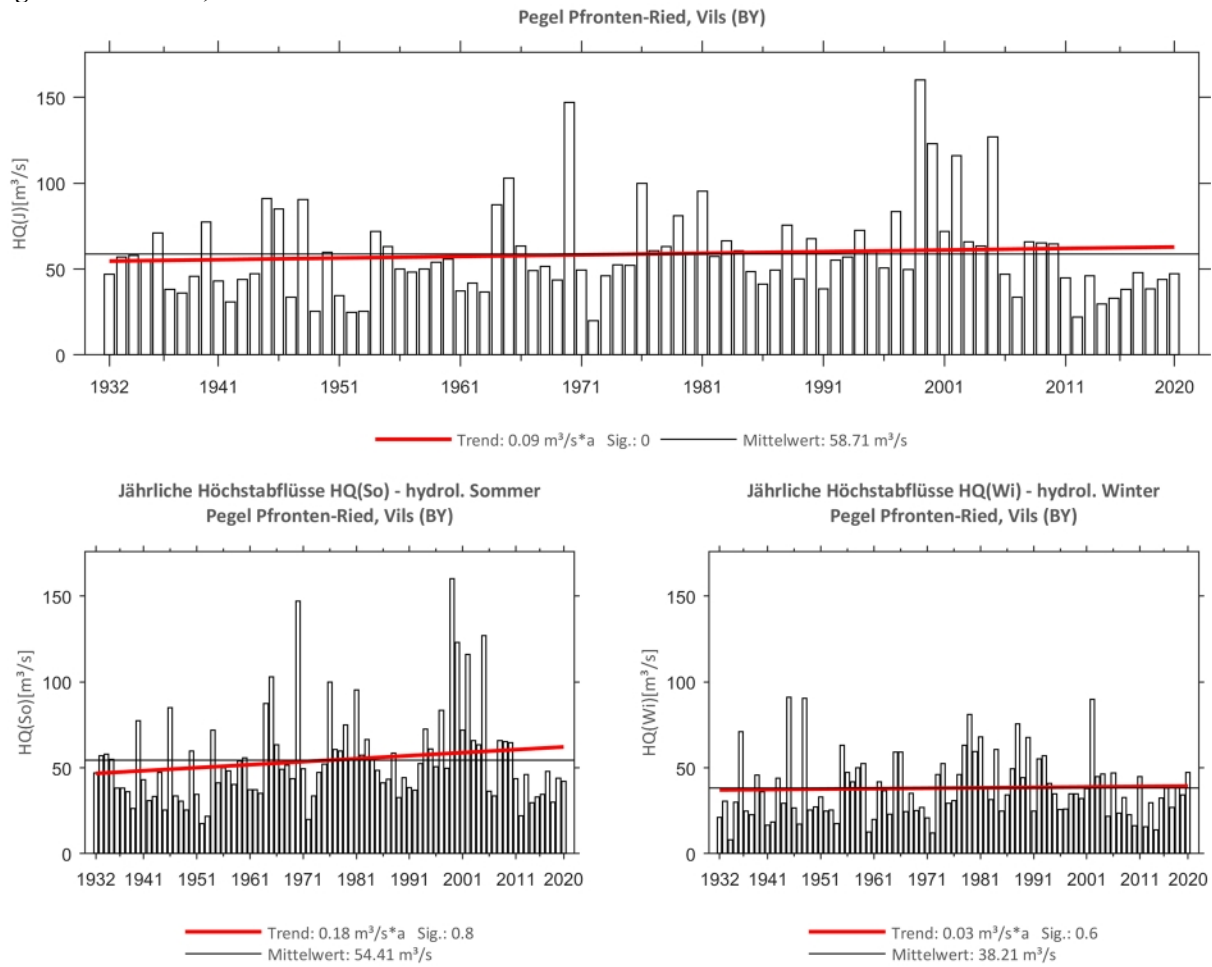 Pegel Pfronten-Ried, Vils (BY)
150
100
50
0
HQ(J)[m³/s]
1932 1941 1951 1961 1971 1981 1991 2001 2011 2020
Trend: 0.09 m³/s*a Sig.: 0 Mittelwert: 58.71 m³/s
Jährliche Höchstabflüsse HQ(So) - hydrol. Sommer
Pegel Pfronten-Ried, Vils (BY)
150
100
50
0
HQ(So)[m³/s]
1932 1941 1951 1961 1971 1981 1991 2001 2011 2020
Trend: 0.18 m³/s*a Sig.: 0.8
Mittelwert: 54.41 m³/s
Jährliche Höchstabflüsse HQ(Wi) - hydrol. Winter
Pegel Pfronten-Ried, Vils (BY)
150
100
50
0
HQ(Wi)[m³/s]
1932 1941 1951 1961 1971 1981 1991 2001 2011 2020
Trend: 0.03 m³/s*a Sig.: 0.6
Mittelwert: 38.21 m³/s